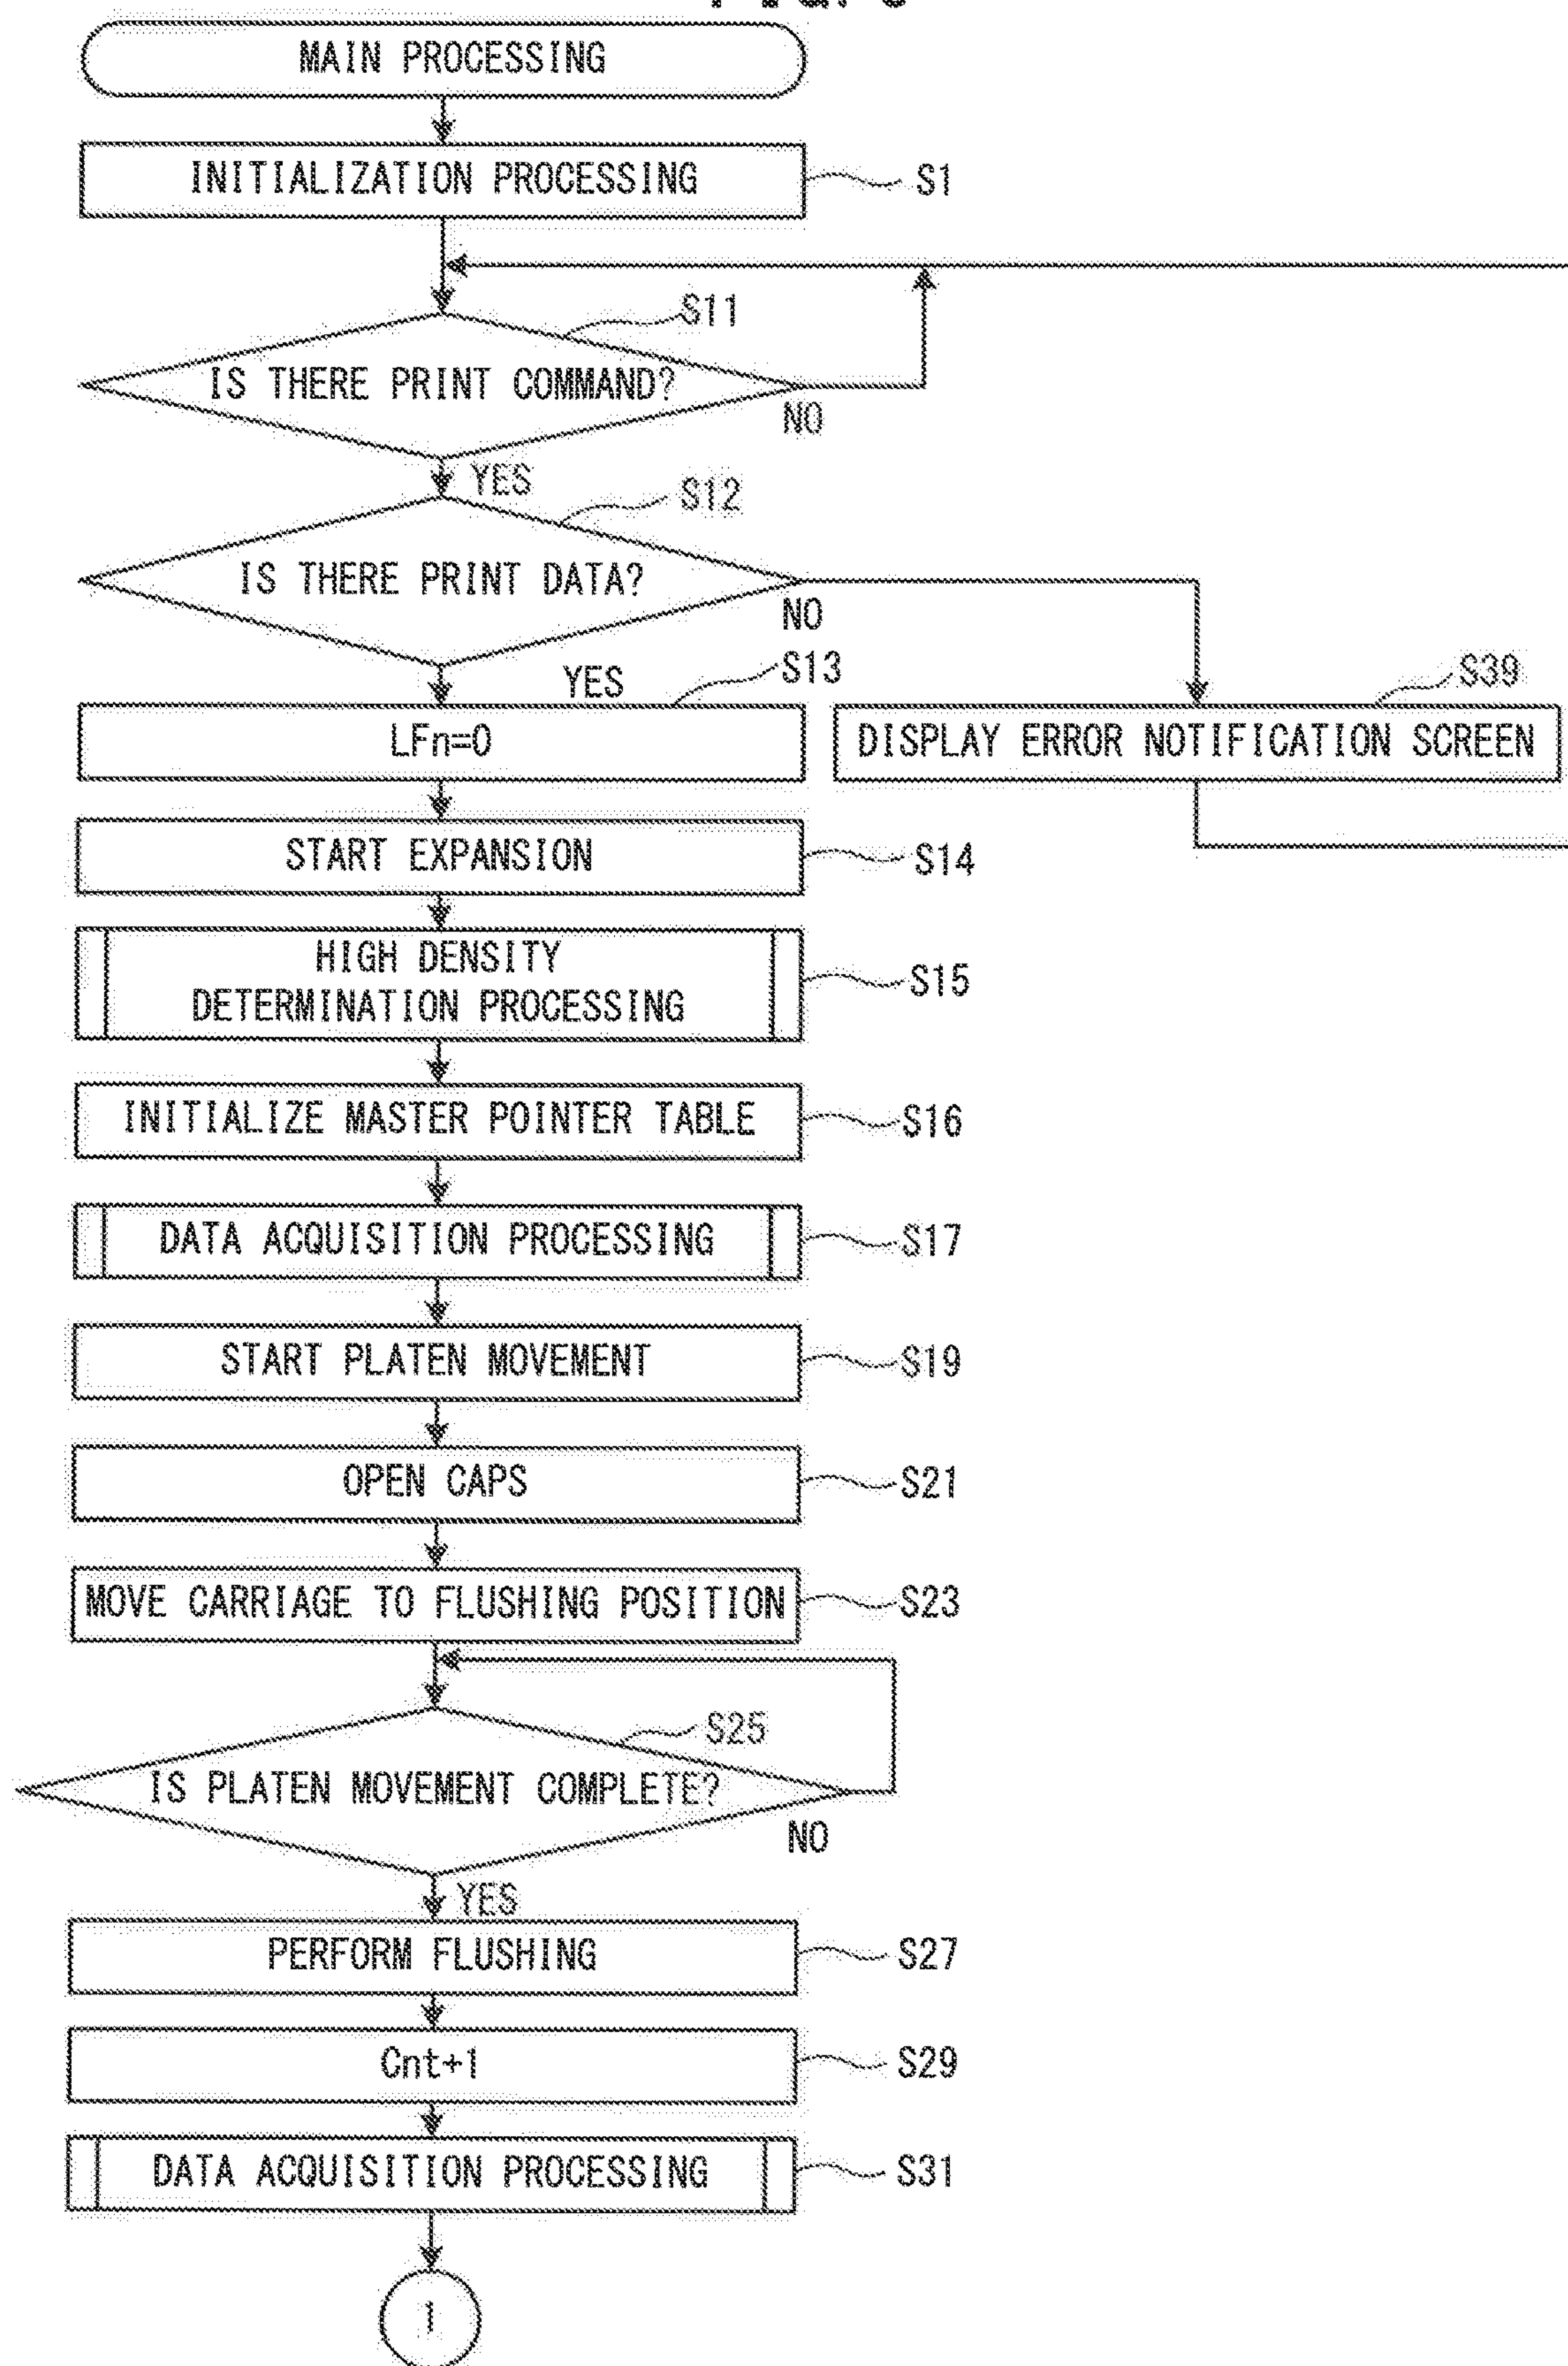 MAIN PROCESSING
INITIALIZATION PROCESSING
S1
S11
IS THERE PRINT COMMAND?
NO
YES
S12
IS THERE PRINT DATA?
NO
YES
S13
S39
LFn=0
DISPLAY ERROR NOTIFICATION SCREEN
START EXPANSION
S14
HIGH DENSITY
DETERMINATION PROCESSING
S15
INITIALIZE MASTER POINTER TABLE
S16
DATA ACQUISITION PROCESSING
S17
START PLATEN MOVEMENT
S19
OPEN CAPS
S21
MOVE CARRIAGE TO FLUSHING POSITION
S23
S25
IS PLATEN MOVEMENT COMPLETE?
NO
YES
PERFORM FLUSHING
S27
Cnt+1
S29
DATA ACQUISITION PROCESSING
S31
1